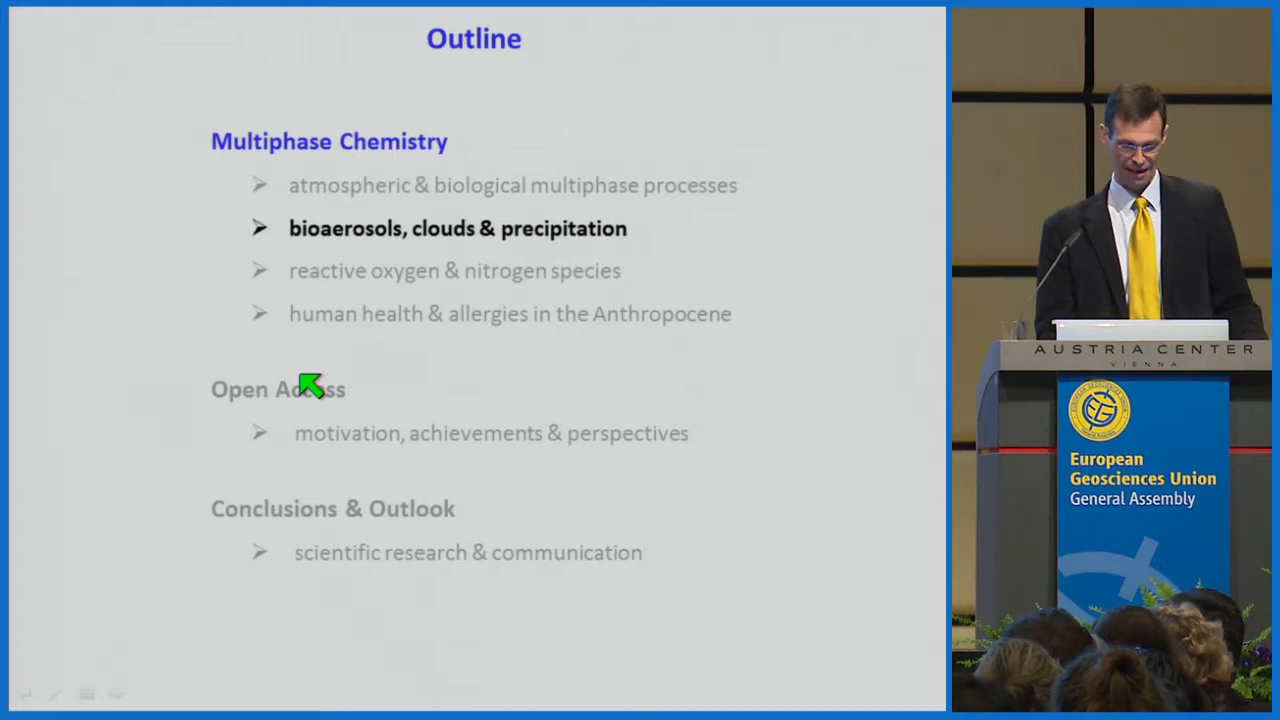 Outline
Multiphase Chemistry
➢ atmospheric & biological multiphase processes
➢ bioaerosols, clouds & precipitation
➢ reactive oxygen & nitrogen species
➢ human health & allergies in the Anthropocene
Open Access
➢ motivation, achievements & perspectives
Conclusions & Outlook
➢ scientific research & communication
AUSTRIA CENTER
VIENNA
European
Geosciences Union
General Assembly